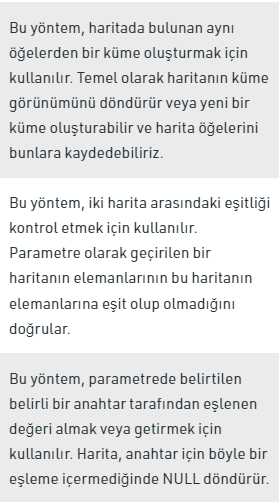 Bu yöntem, haritada bulunan aynı
öğelerden bir küme oluşturmak için
kullanılır. Temel olarak haritanın küme
görünümünü döndürür veya yeni bir
küme oluşturabilir ve harita öğelerini
bunlara kaydedebiliriz.
Bu yöntem, iki harita arasındaki eşitliği
kontrol etmek için kullanılır.
Parametre olarak geçirilen bir
haritanın elemanlarının bu haritanın
elemanlarına eşit olup olmadığını
doğrular.
Bu yöntem, parametrede belirtilen
belirli bir anahtar tarafından eşlenen
değeri almak veya getirmek için
kullanılır. Harita, anahtar için böyle bir
eşleme içermediğinde NULL döndürür.